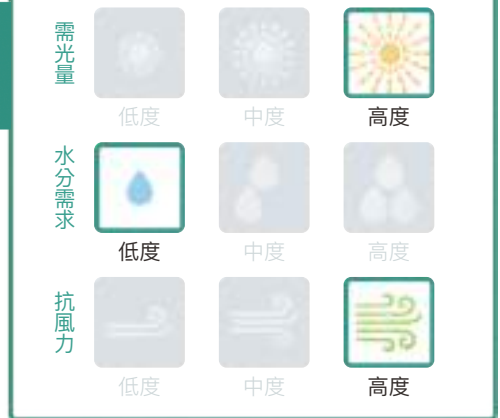 需光量
低度 中度 高度
水分需求
低度 中度 高度
抗風力
低度 中度 高度